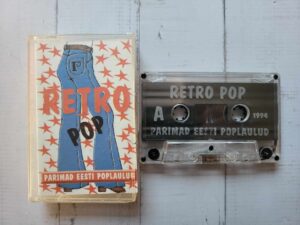 P
RETRO
POP
PARIMAD EESTI POPLAULUD
RETRO POP
A
1994
PARIMAD EESTI POPLAULUD